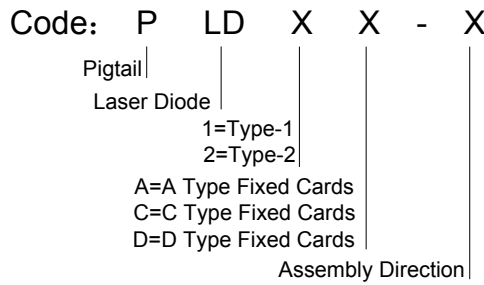 Code: P LD X X - X
Pigtail
Laser Diode
1=Type-1
2=Type-2
A=A Type Fixed Cards
C=C Type Fixed Cards
D=D Type Fixed Cards
Assembly Direction